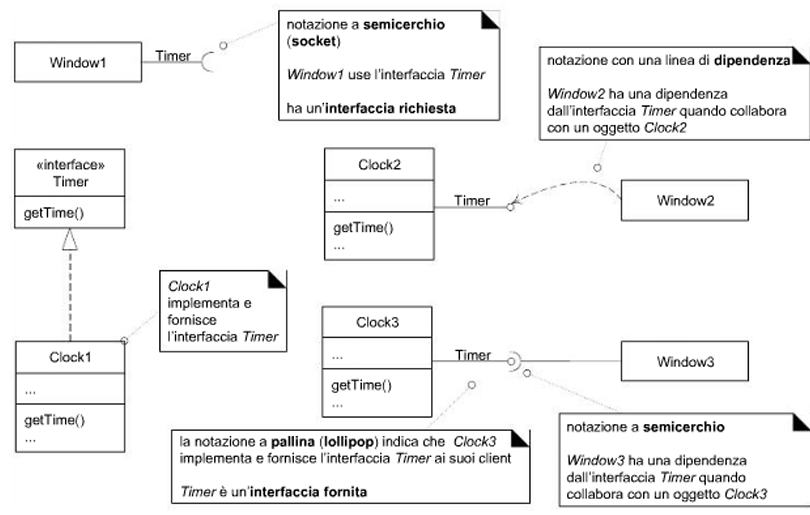 Window1
Timer
notazione a semicerchio
(socket)
Window1 use l'interfaccia Timer
ha un'interfaccia richiesta
notazione con una linea di dipendenza
Window2 ha una dipendenza
dall'interfaccia Timer quando collabora
con un oggetto Clock2
«interface»
Timer
getTime()
Clock2
...
getTime()
...
Timer
Window2
Clock1
implementa e
fornisce
l'interfaccia Timer
Clock1
...
getTime()
...
Clock3
...
getTime()
...
Timer
Window3
la notazione a pallina (lollipop) indica che Clock3
implementa e fornisce l'interfaccia Timer ai suoi client
Timer è un'interfaccia fornita
notazione a semicerchio
Window3 ha una dipendenza
dall'interfaccia Timer quando
collabora con un oggetto Clock3